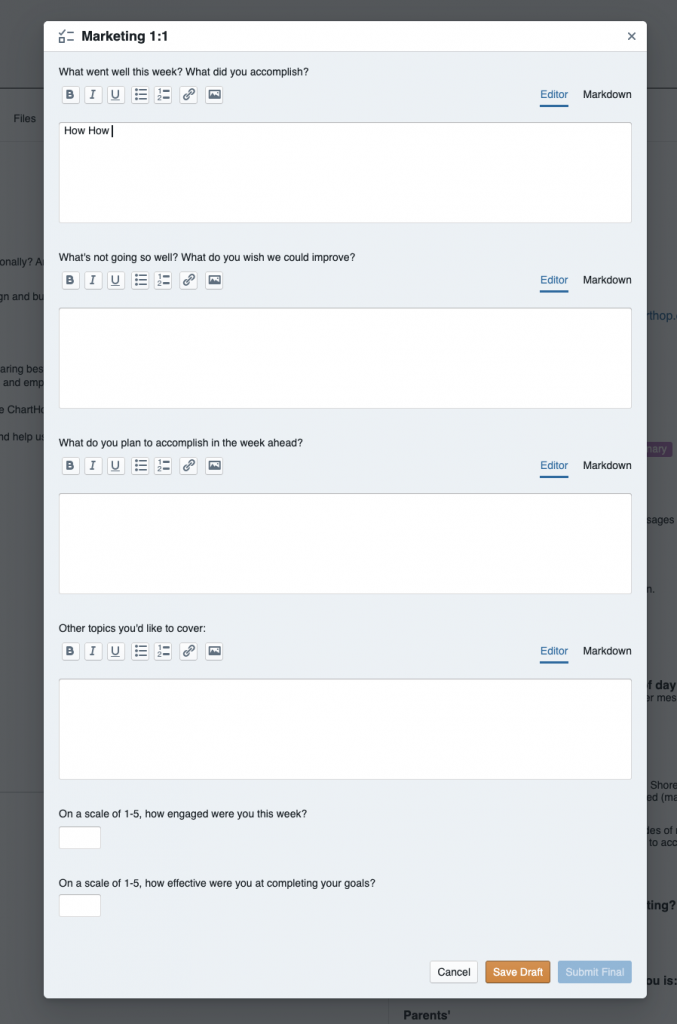 Marketing 1:1
What went well this week? What did you accomplish?
B I U Editor Markdown
Files
How How
What's not going so well? What do you wish we could improve?
onally?
B I U Editor Markdown
gn and bu
rthop.
aring bes
and emp
ChartHo
What do you plan to accomplish in the week ahead?
nd help us
B I U Editor Markdown
sages
n.
Other topics you'd like to cover:
B I U Editor Markdown
f day
er mes
Shore
ed (ma
On a scale of 1-5, how engaged were you this week?
des of
to acc
On a scale of 1-5, how effective were you at completing your goals?
ting?
Cancel Save Draft Submit Final
ou is:
Parents'